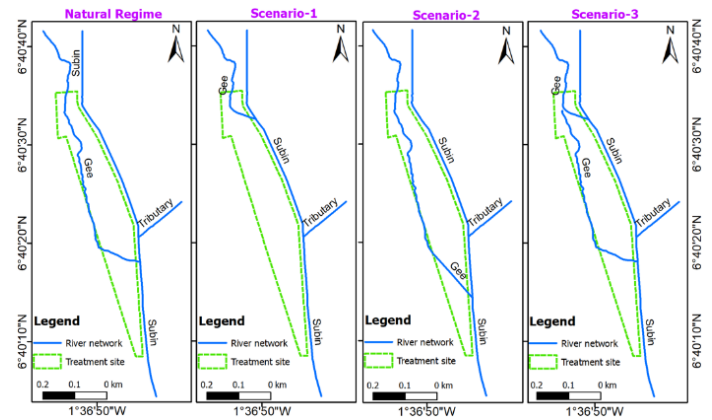 Natural Regime
Scenario-1
Scenario-2
Scenario-3
6°40'40"N
6°40'30"N
6°40'20"N
6°40'10"N
N
Subin
Gee
Tributary
Subin
Legend
River network
Treatment site
0.2 0.1 0 km
1°36'50"W
N
Gee
Subin
Tributary
Legend
River network
Treatment site
0.2 0.1 0 km
1°36'50"W
N
Gee
Subin
Tributary
Gee
Legend
River network
Treatment site
0.2 0.1 0 km
1°36'50"W
N
Gee
Subin
Gee
Tributary
Subin
Legend
River network
Treatment site
0.2 0.1 0 km
1°36'50"W
6°40'40"N
6°40'30"N
6°40'20"N
6°40'10"N